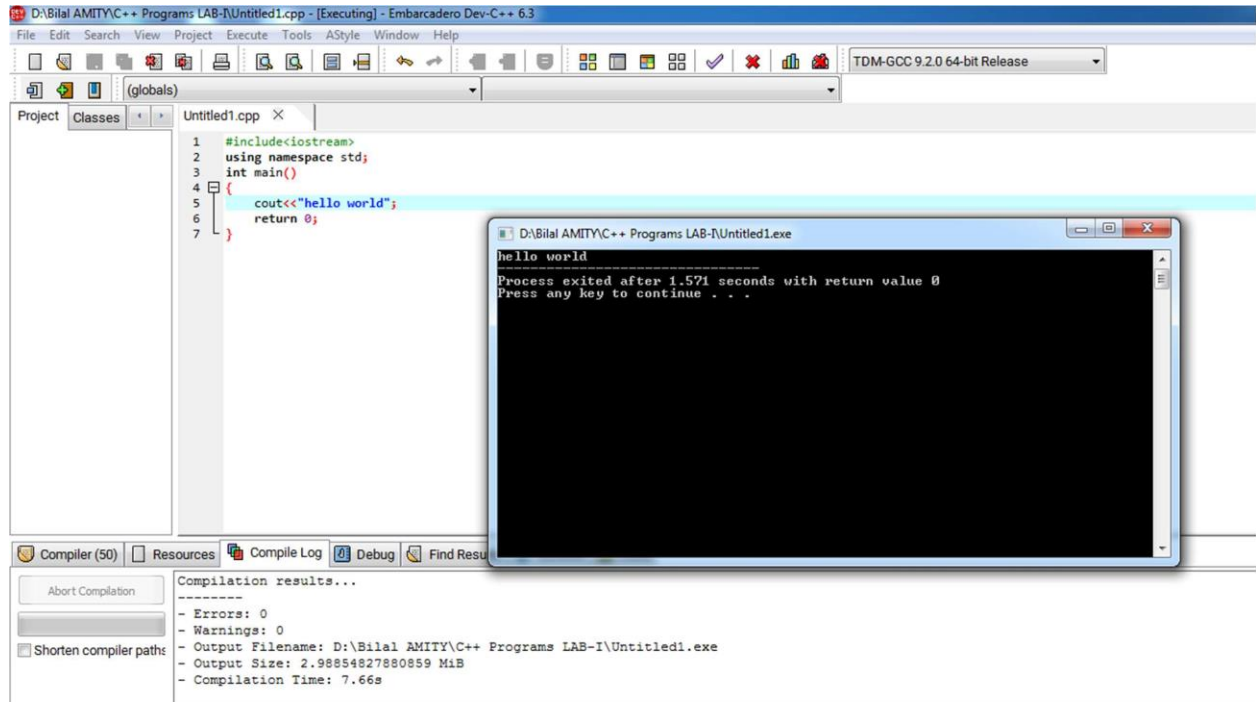 D:\Bilal AMITY\C++ Programs LAB-I\Untitled1.cpp - [Executing] - Embarcadero Dev-C++ 6.3
File Edit Search View Project Execute Tools AStyle Window Help
TDM-GCC 9.2.0 64-bit Release
(globals)
Project Classes Untitled1.cpp
1 #include<iostream>
2 using namespace std;
3 int main()
4 {
5 cout<<"hello world";
6 return 0;
7 }
D:\Bilal AMITY\C++ Programs LAB-I\Untitled1.exe
hello world
--------------------------------
Process exited after 1.571 seconds with return value 0
Press any key to continue . . .
Compiler (50) Resources Compile Log Debug Find Resu
Abort Compilation
Shorten compiler paths
Compilation results...
--------
- Errors: 0
- Warnings: 0
- Output Filename: D:\Bilal AMITY\C++ Programs LAB-I\Untitled1.exe
- Output Size: 2.98854827880859 MiB
- Compilation Time: 7.66s